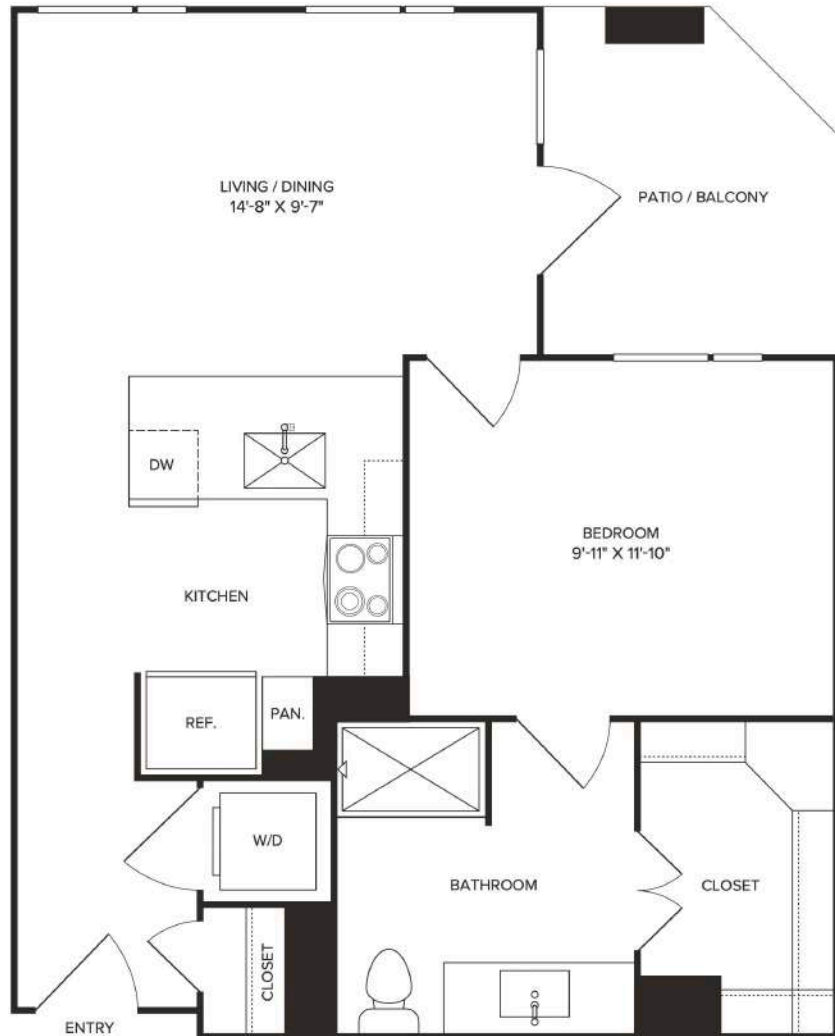 LIVING / DINING
14'-8" X 9'-7"
PATIO / BALCONY
DW
BEDROOM
9'-11" X 11'-10"
KITCHEN
REF.
PAN.
W/D
BATHROOM
CLOSET
CLOSET
ENTRY